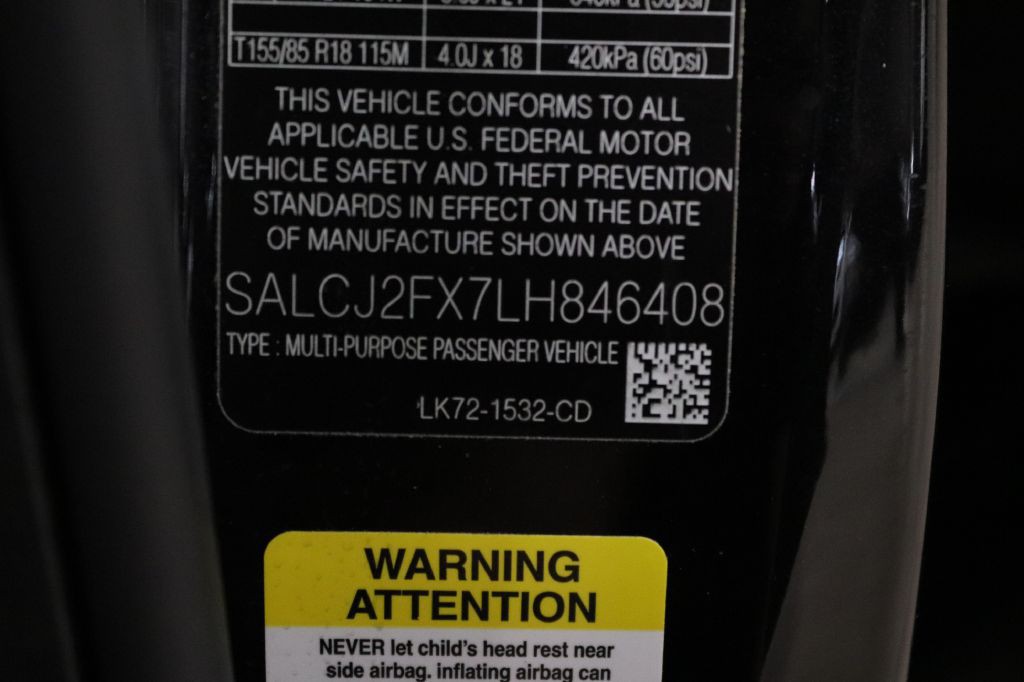 T155/85 R18 115M 4.0J x 18 420kPa (60psi)
THIS VEHICLE CONFORMS TO ALL
APPLICABLE U.S. FEDERAL MOTOR
VEHICLE SAFETY AND THEFT PREVENTION
STANDARDS IN EFFECT ON THE DATE
OF MANUFACTURE SHOWN ABOVE
SALCJ2FX7LH846408
TYPE : MULTI-PURPOSE PASSENGER VEHICLE
LK72-1532-CD
WARNING
ATTENTION
NEVER let child's head rest near
side airbag. inflating airbag can